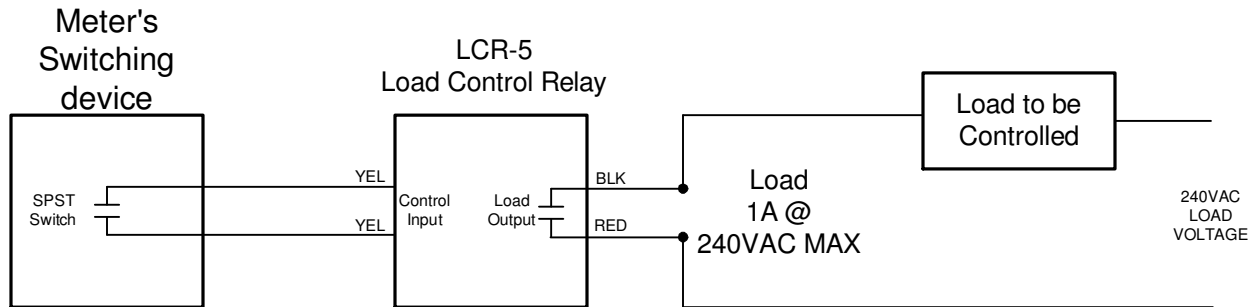 Meter's
Switching
device
LCR-5
Load Control Relay
SPST
Switch
YEL
YEL
Control
Input
Load
Output
BLK
RED
Load
1A @
240VAC MAX
Load to be
Controlled
240VAC
LOAD
VOLTAGE